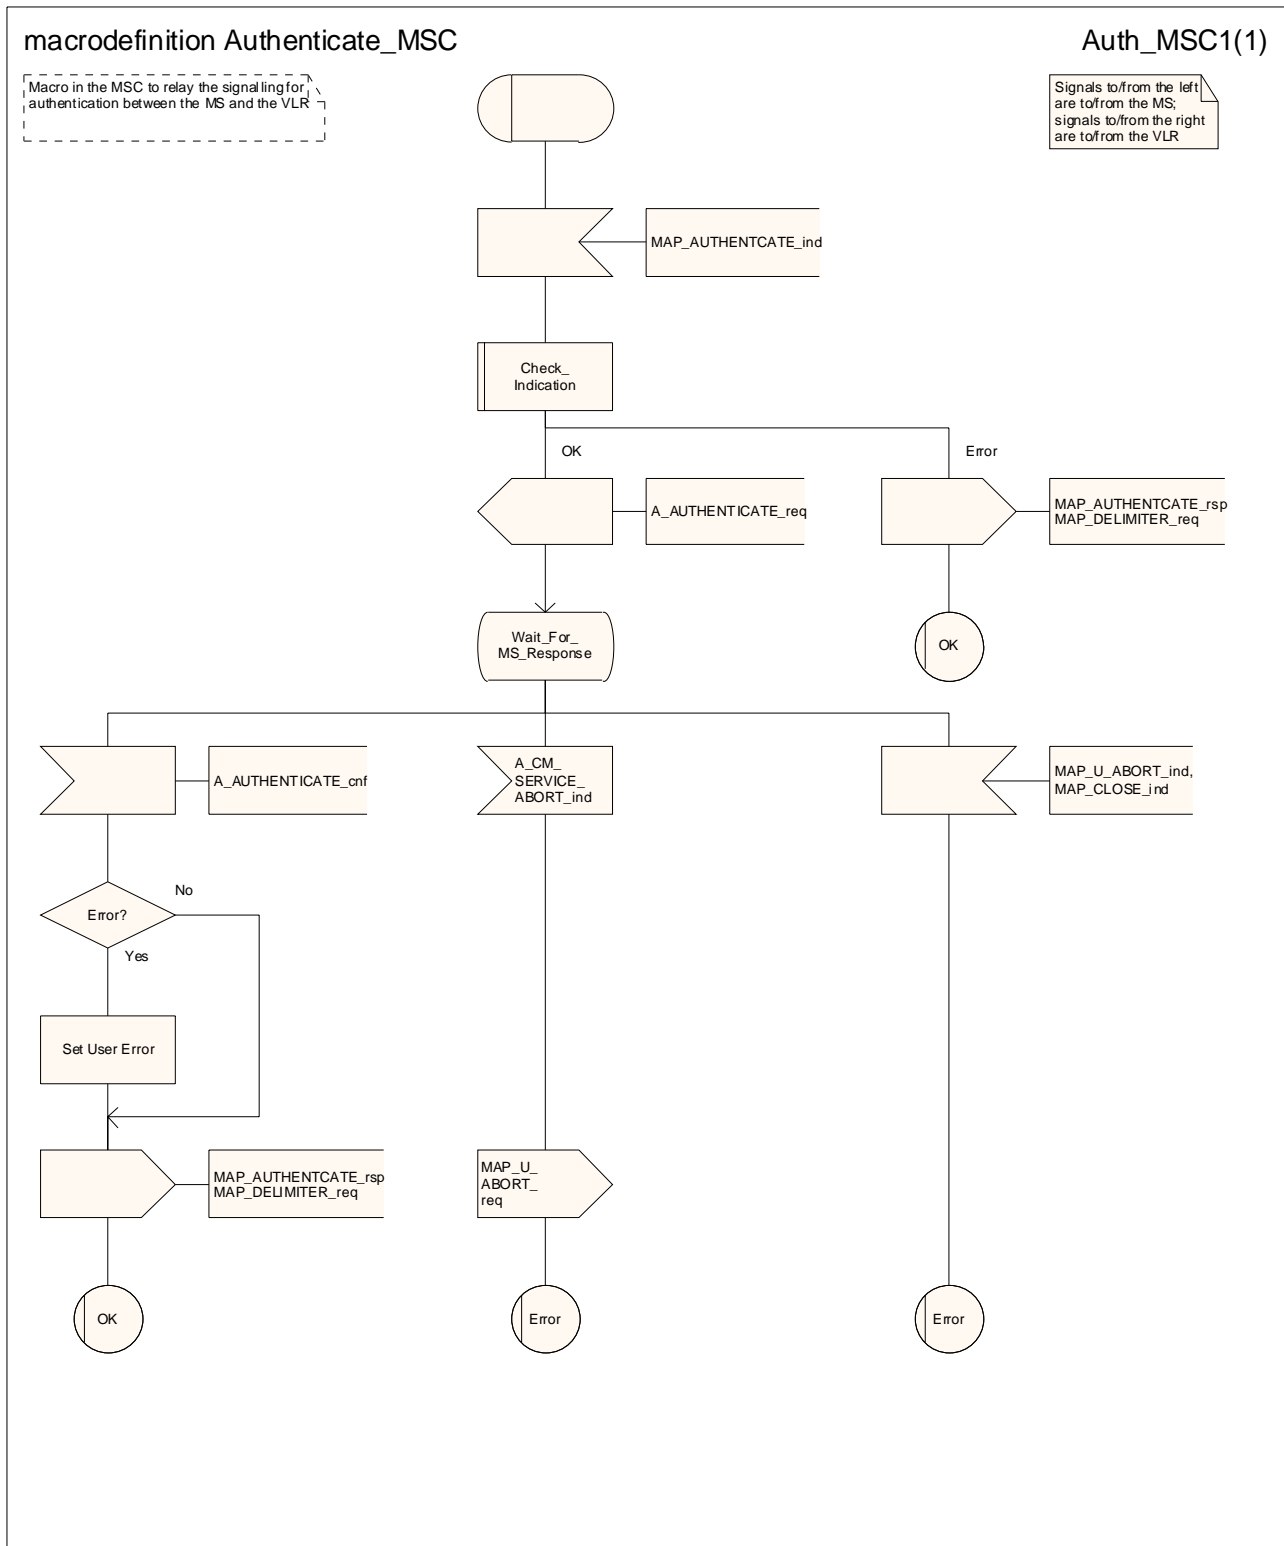 macrodefinition Authenticate_MSC
Auth_MSC1(1)
Macro in the MSC to relay the signalling for
authentication between the MS and the VLR
Signals to/from the left
are to/from the MS;
signals to/from the right
are to/from the VLR
MAP_AUTHENTCATE_ind
Check_
Indication
OK
Error
A_AUTHENTICATE_req
MAP_AUTHENTCATE_rsp
MAP_DELIMITER_req
Wait_For_
MS_Response
OK
A_AUTHENTICATE_cnf
A_CM_
SERVICE_
ABORT_ind
MAP_U_ABORT_ind,
MAP_CLOSE_ind
No
Error?
Yes
Set User Error
MAP_AUTHENTCATE_rsp
MAP_DELIMITER_req
MAP_U_
ABORT_
req
OK
Error
Error